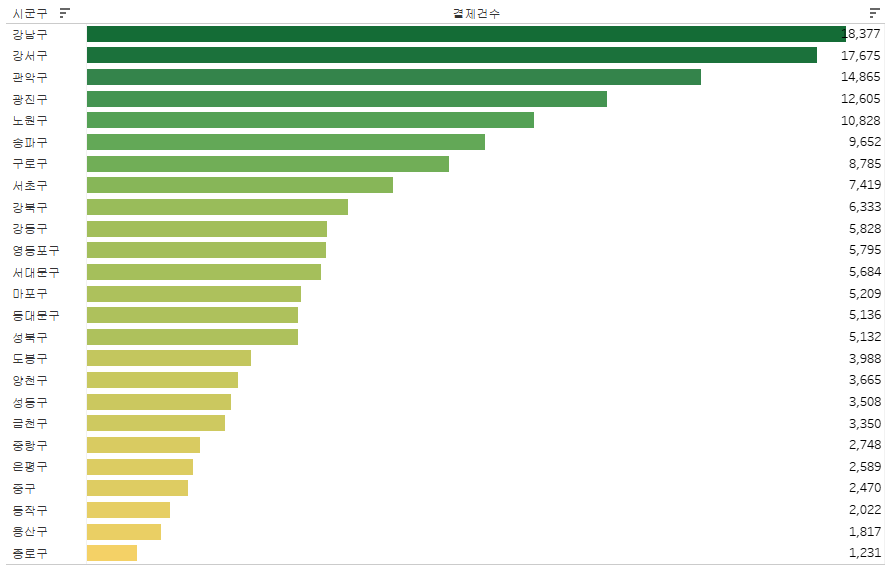 시군구 결제건수
강남구 18,377
강서구 17,675
관악구 14,865
광진구 12,605
노원구 10,828
송파구 9,652
구로구 8,785
서초구 7,419
강북구 6,333
강동구 5,828
영등포구 5,795
서대문구 5,684
마포구 5,209
동대문구 5,136
성북구 5,132
도봉구 3,988
양천구 3,665
성동구 3,508
금천구 3,350
중랑구 2,748
은평구 2,589
중구 2,470
동작구 2,022
용산구 1,817
종로구 1,231